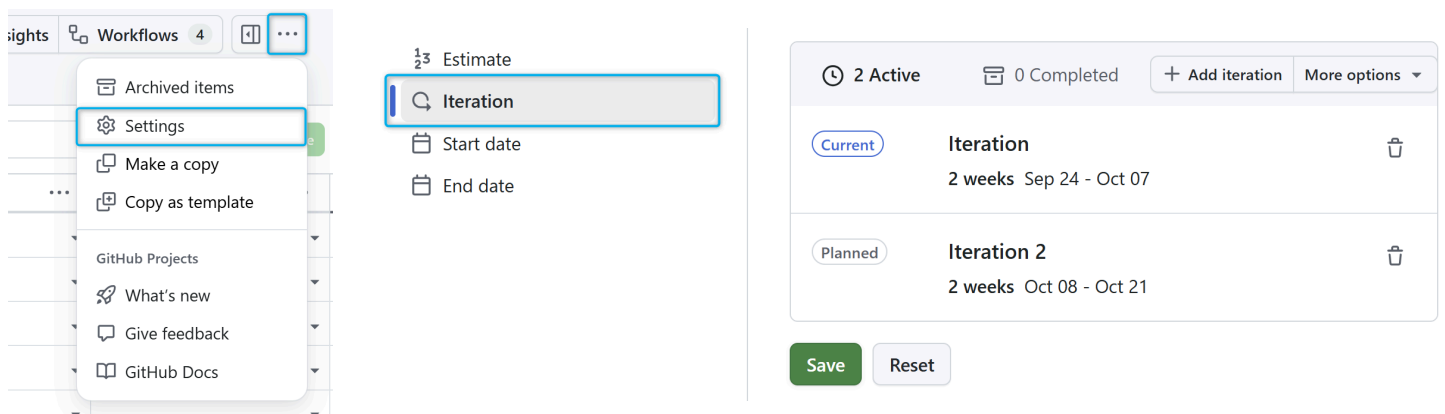 Workflows 4
Archived items
Settings
Make a copy
Copy as template
GitHub Projects
What's new
Give feedback
GitHub Docs
Estimate
Iteration
Start date
End date
2 Active 0 Completed Add iteration More options
Current Iteration
2 weeks Sep 24 - Oct 07
Planned Iteration 2
2 weeks Oct 08 - Oct 21
Save Reset